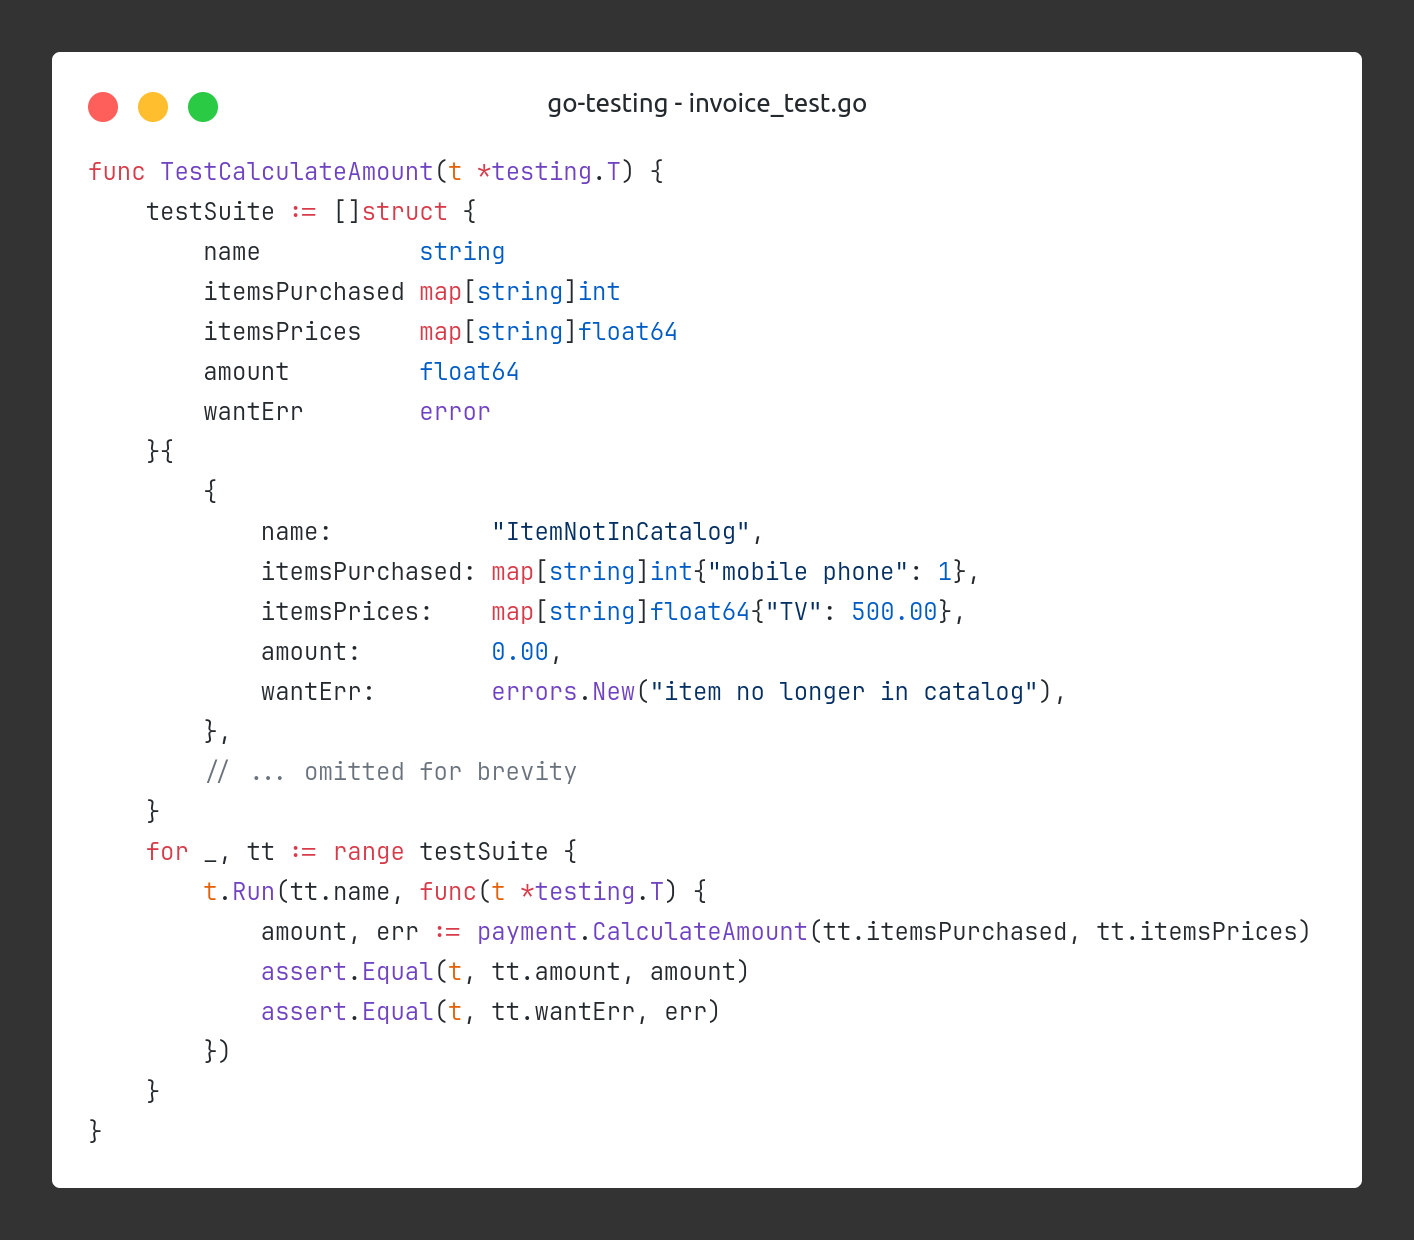 go-testing - invoice_test.go
func TestCalculateAmount(t *testing.T) {
    testSuite := []struct {
        name           string
        itemsPurchased map[string]int
        itemsPrices    map[string]float64
        amount         float64
        wantErr        error
    }{
        {
            name:           "ItemNotInCatalog",
            itemsPurchased: map[string]int{"mobile phone": 1},
            itemsPrices:    map[string]float64{"TV": 500.00},
            amount:         0.00,
            wantErr:        errors.New("item no longer in catalog"),
        },
        // ... omitted for brevity
    }
    for _, tt := range testSuite {
        t.Run(tt.name, func(t *testing.T) {
            amount, err := payment.CalculateAmount(tt.itemsPurchased, tt.itemsPrices)
            assert.Equal(t, tt.amount, amount)
            assert.Equal(t, tt.wantErr, err)
        })
    }
}